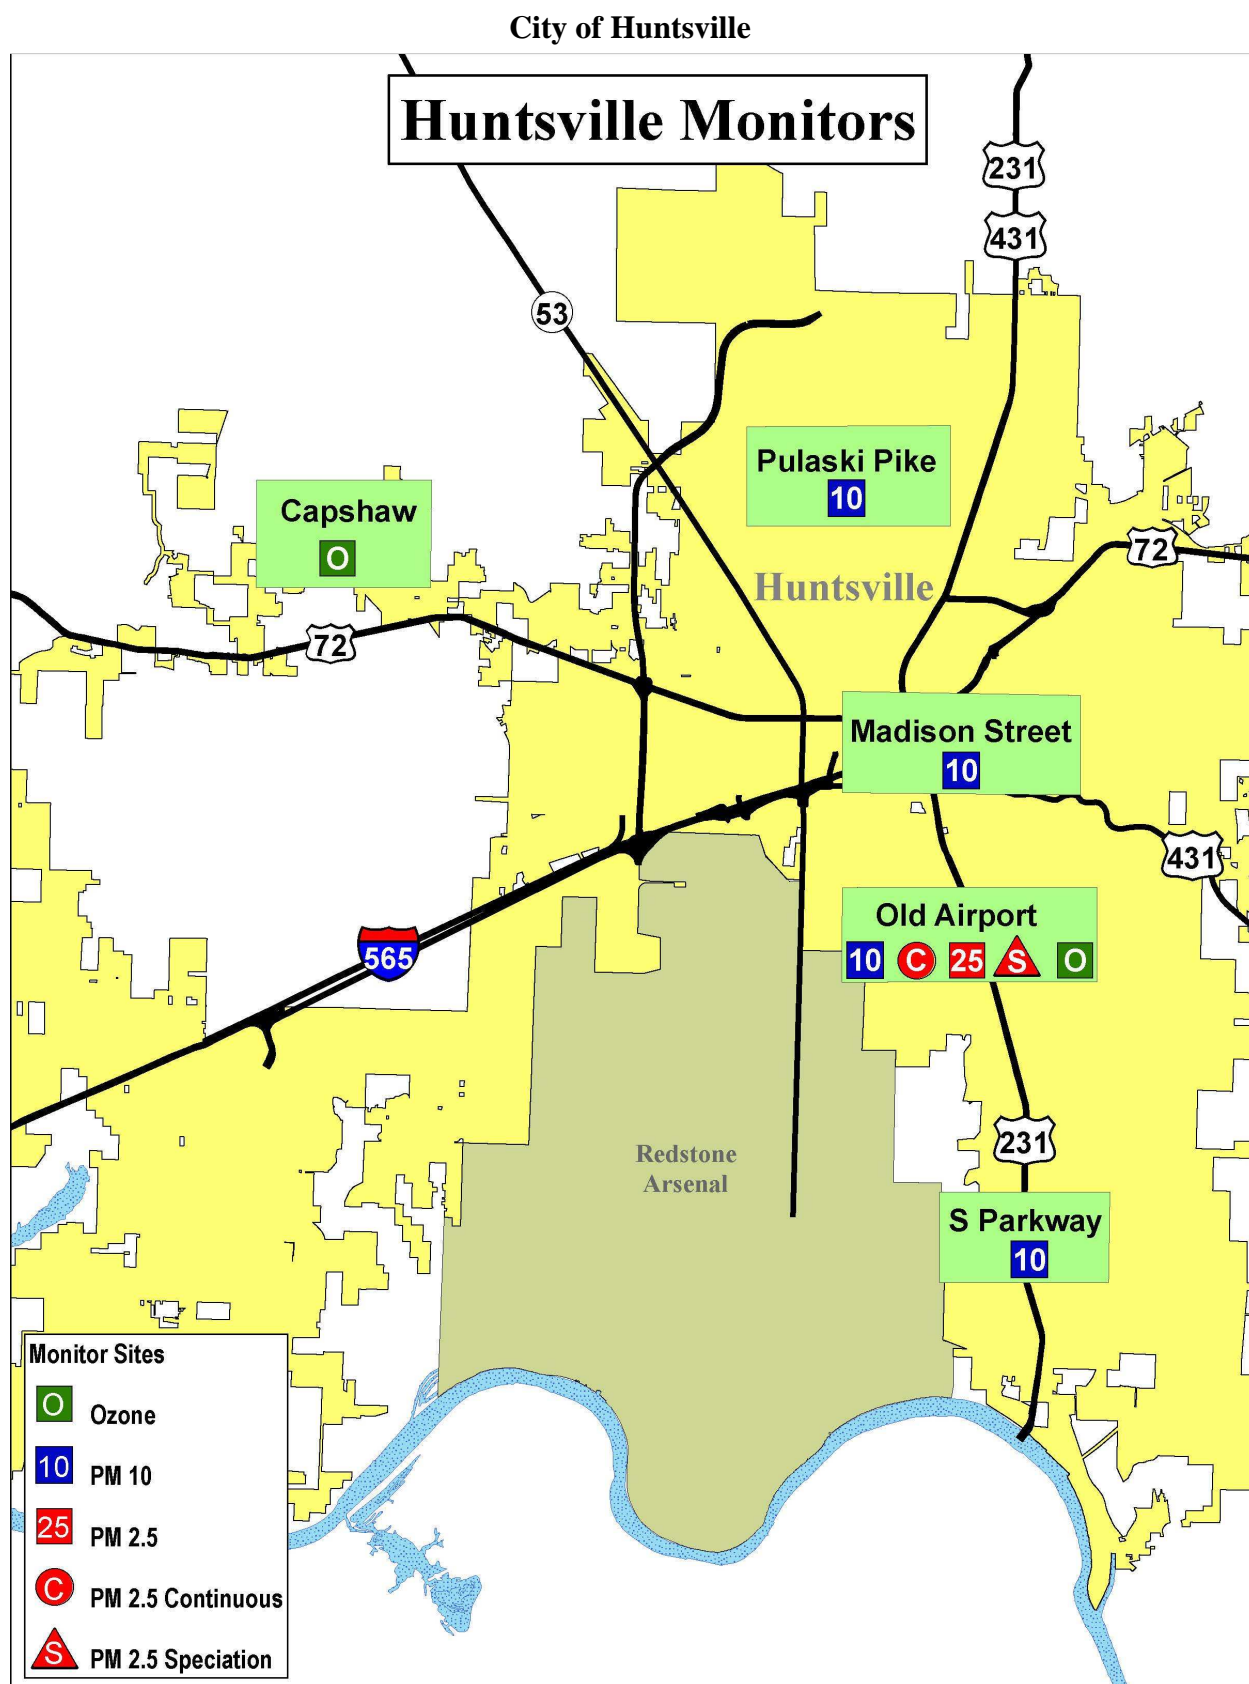 City of Huntsville
Huntsville Monitors
231
431
53
Pulaski Pike
10
Capshaw
O
72
Huntsville
72
Madison Street
10
431
Old Airport
10 C 25 S O
565
231
Redstone
Arsenal
S Parkway
10
Monitor Sites
O Ozone
10 PM 10
25 PM 2.5
C PM 2.5 Continuous
S PM 2.5 Speciation